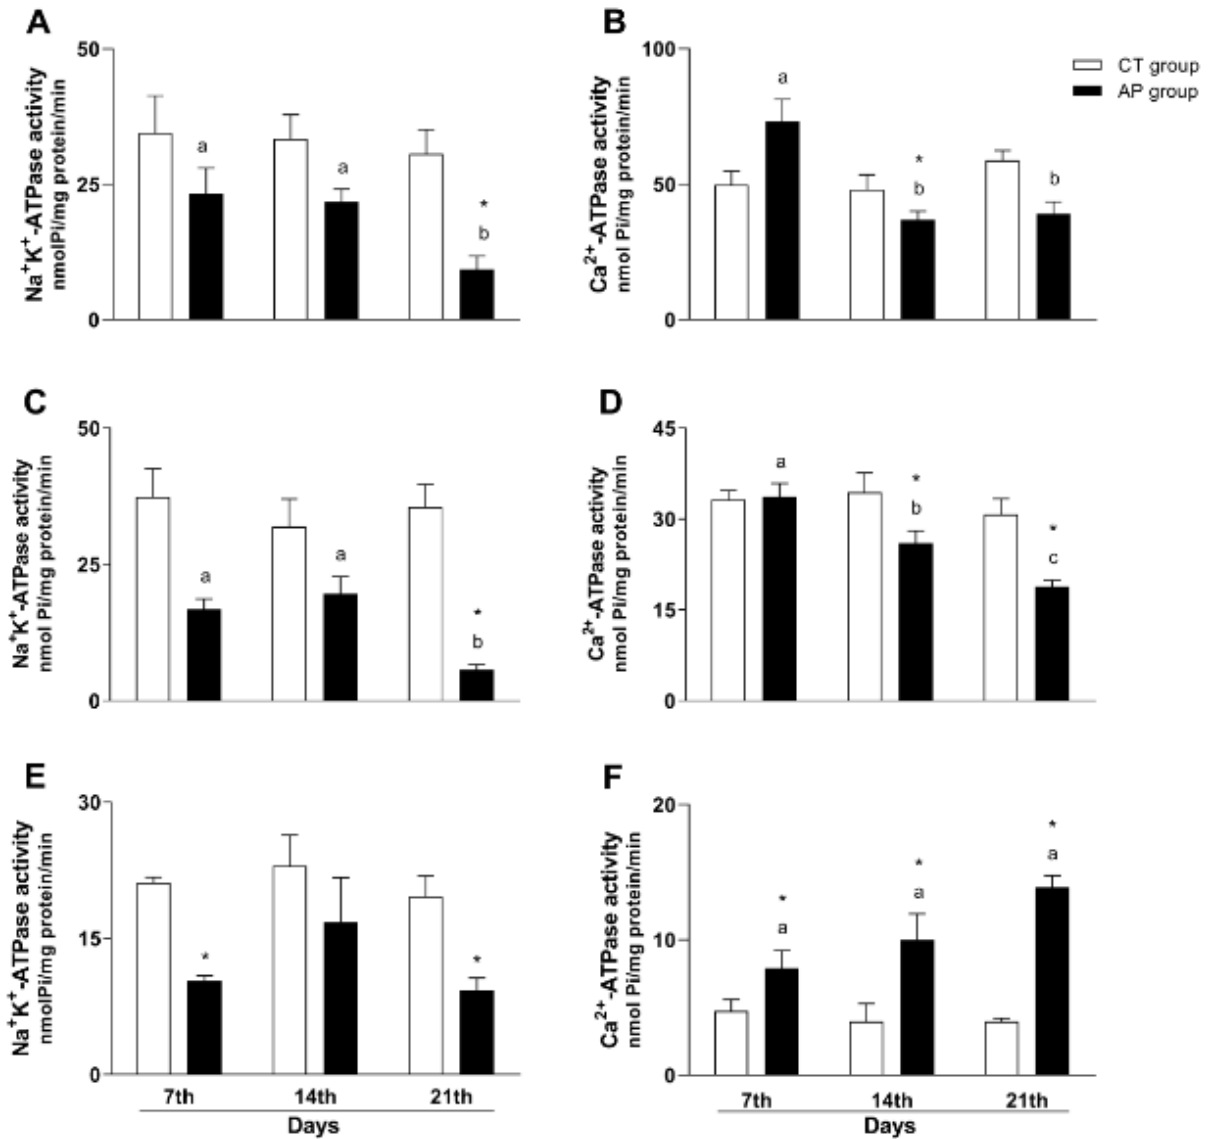 A
Na⁺K⁺-ATPase activity
nmolPi/mg protein/min
50
25
0
a
a
*
b
B
Ca²⁺-ATPase activity
nmol Pi/mg protein/min
100
50
0
a
*
b
b
CT group
AP group
C
Na⁺K⁺-ATPase activity
nmol Pi/mg protein/min
50
25
0
a
a
*
b
D
Ca²⁺-ATPase activity
nmol Pi/mg protein/min
45
30
15
0
a
*
b
*
c
E
Na⁺K⁺-ATPase activity
nmolPi/mg protein/min
30
15
0
*
*
7th 14th 21th
Days
F
Ca²⁺-ATPase activity
nmol Pi/mg protein/min
20
10
0
*
a
*
a
*
a
7th 14th 21th
Days